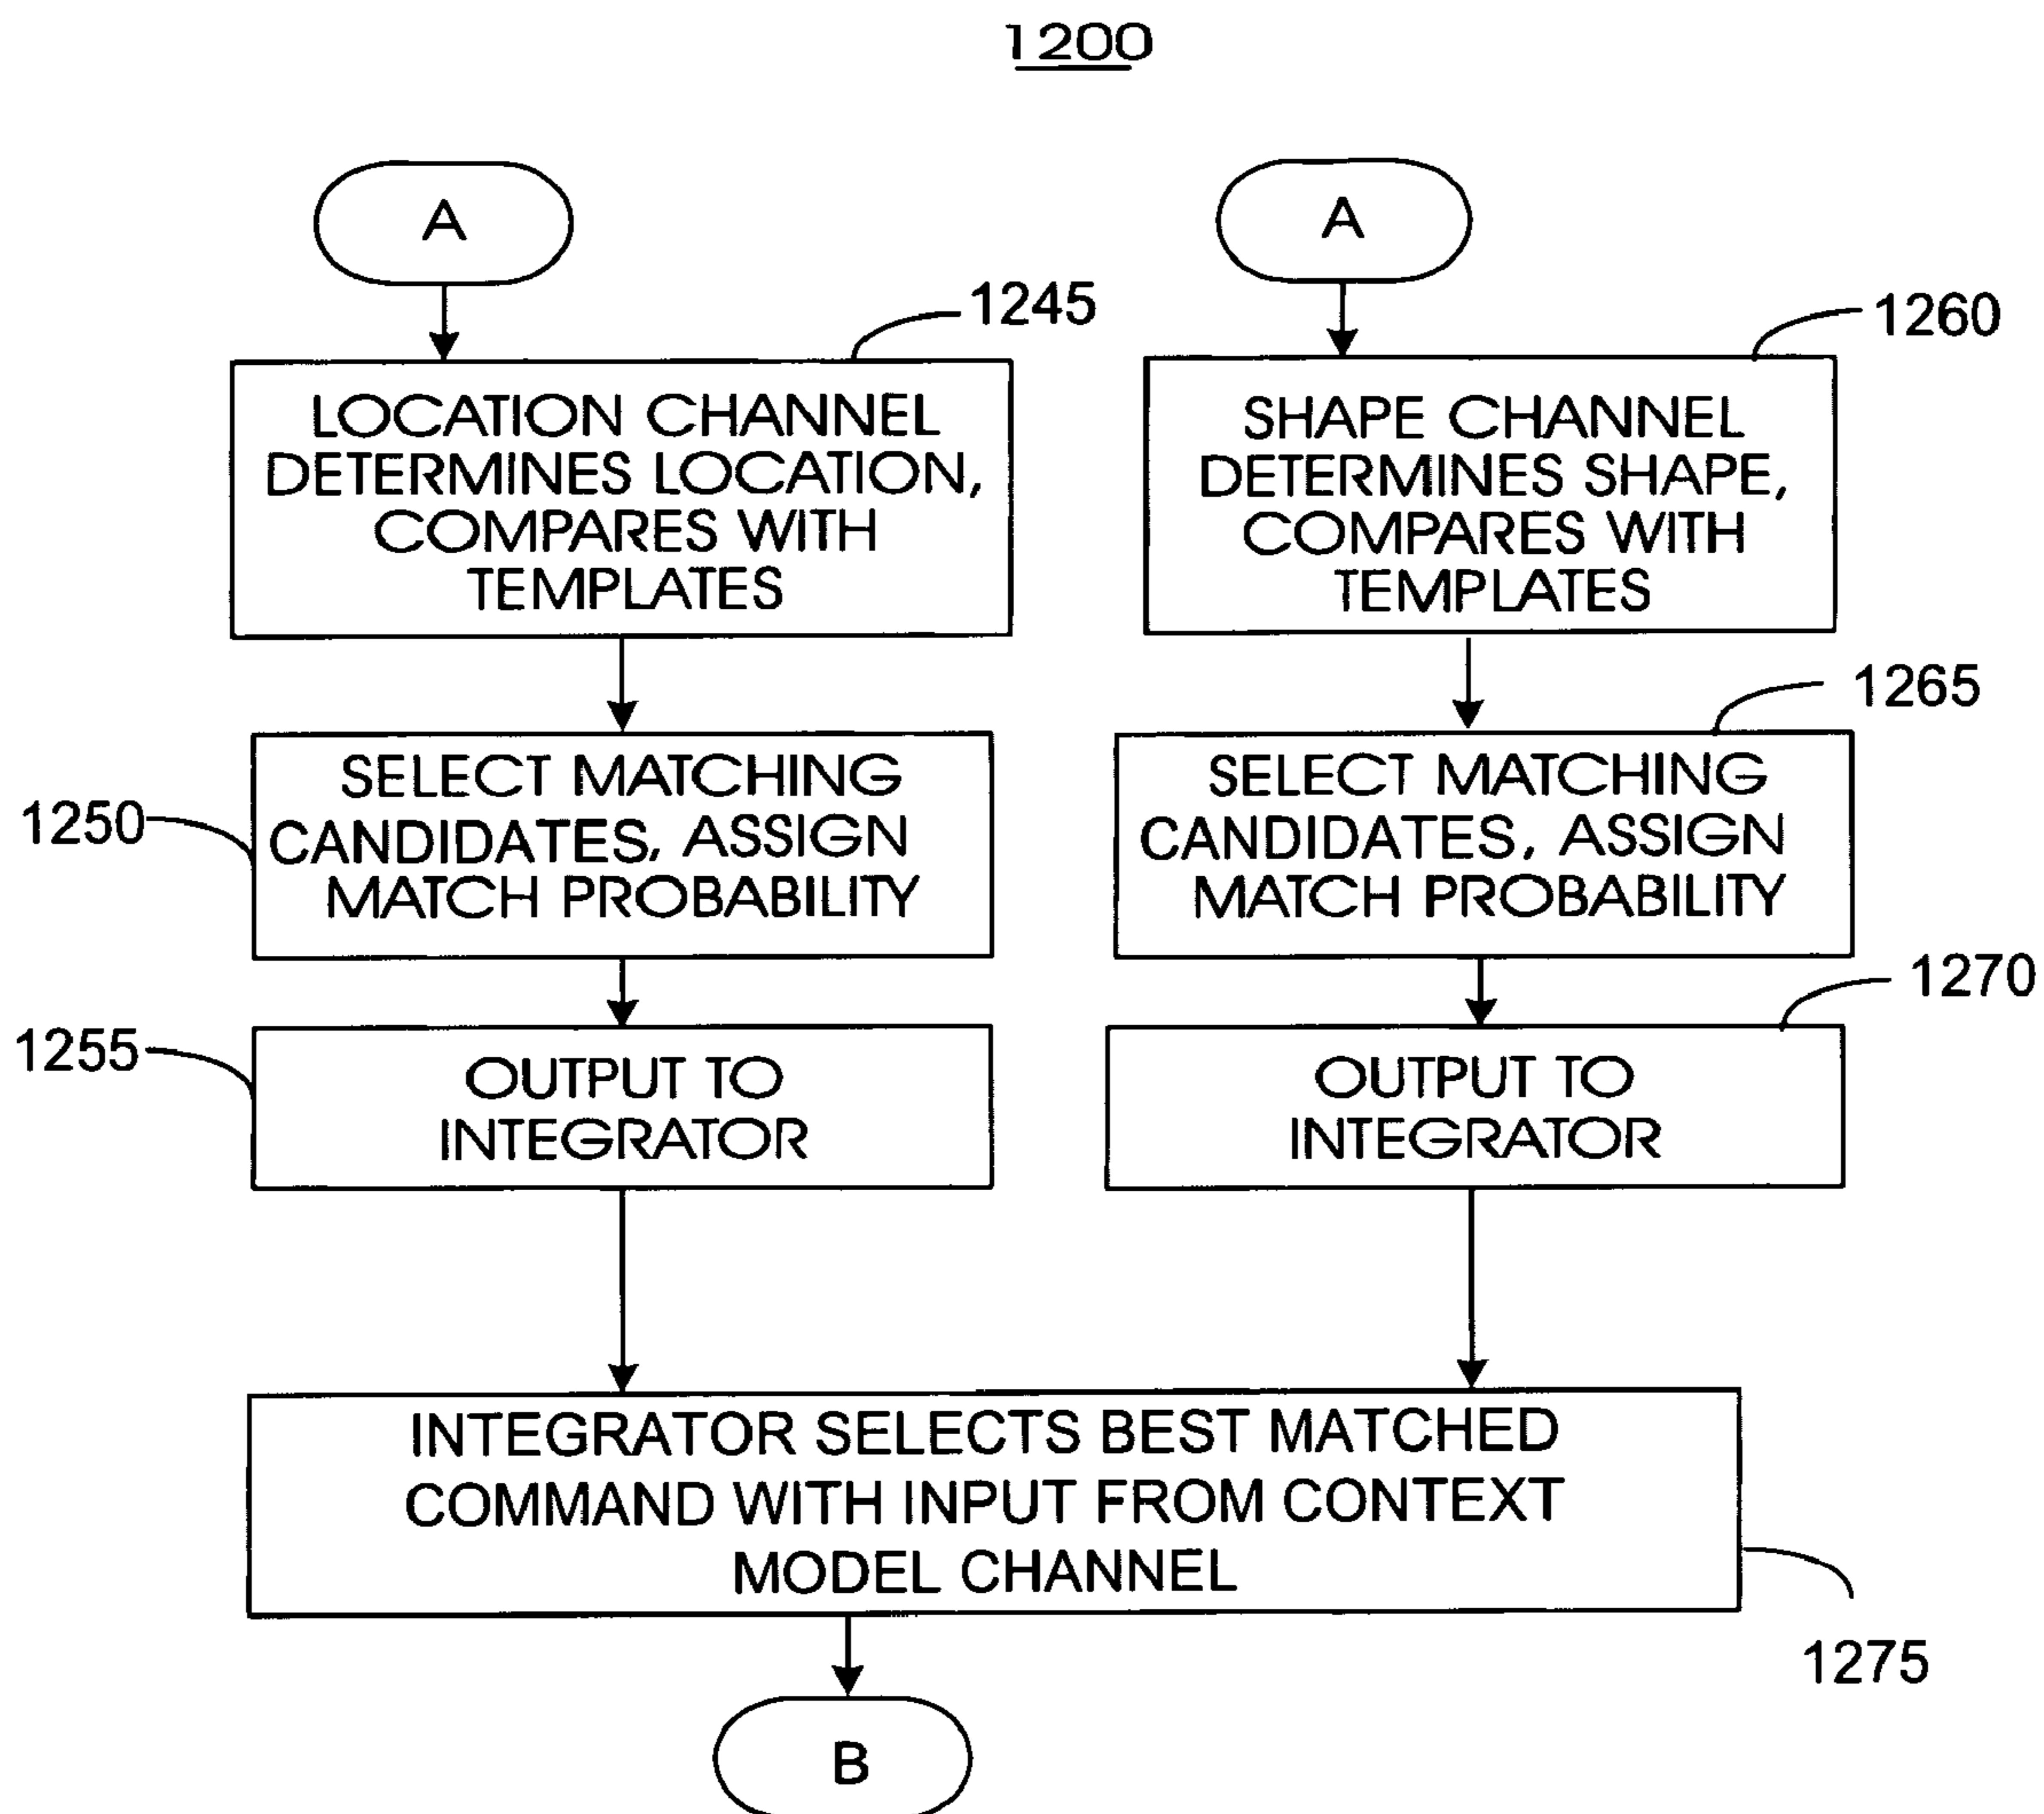 1200
A
1245
LOCATION CHANNEL
DETERMINES LOCATION,
COMPARES WITH
TEMPLATES
1250
SELECT MATCHING
CANDIDATES, ASSIGN
MATCH PROBABILITY
1255
OUTPUT TO
INTEGRATOR
A
1260
SHAPE CHANNEL
DETERMINES SHAPE,
COMPARES WITH
TEMPLATES
1265
SELECT MATCHING
CANDIDATES, ASSIGN
MATCH PROBABILITY
1270
OUTPUT TO
INTEGRATOR
INTEGRATOR SELECTS BEST MATCHED
COMMAND WITH INPUT FROM CONTEXT
MODEL CHANNEL
1275
B